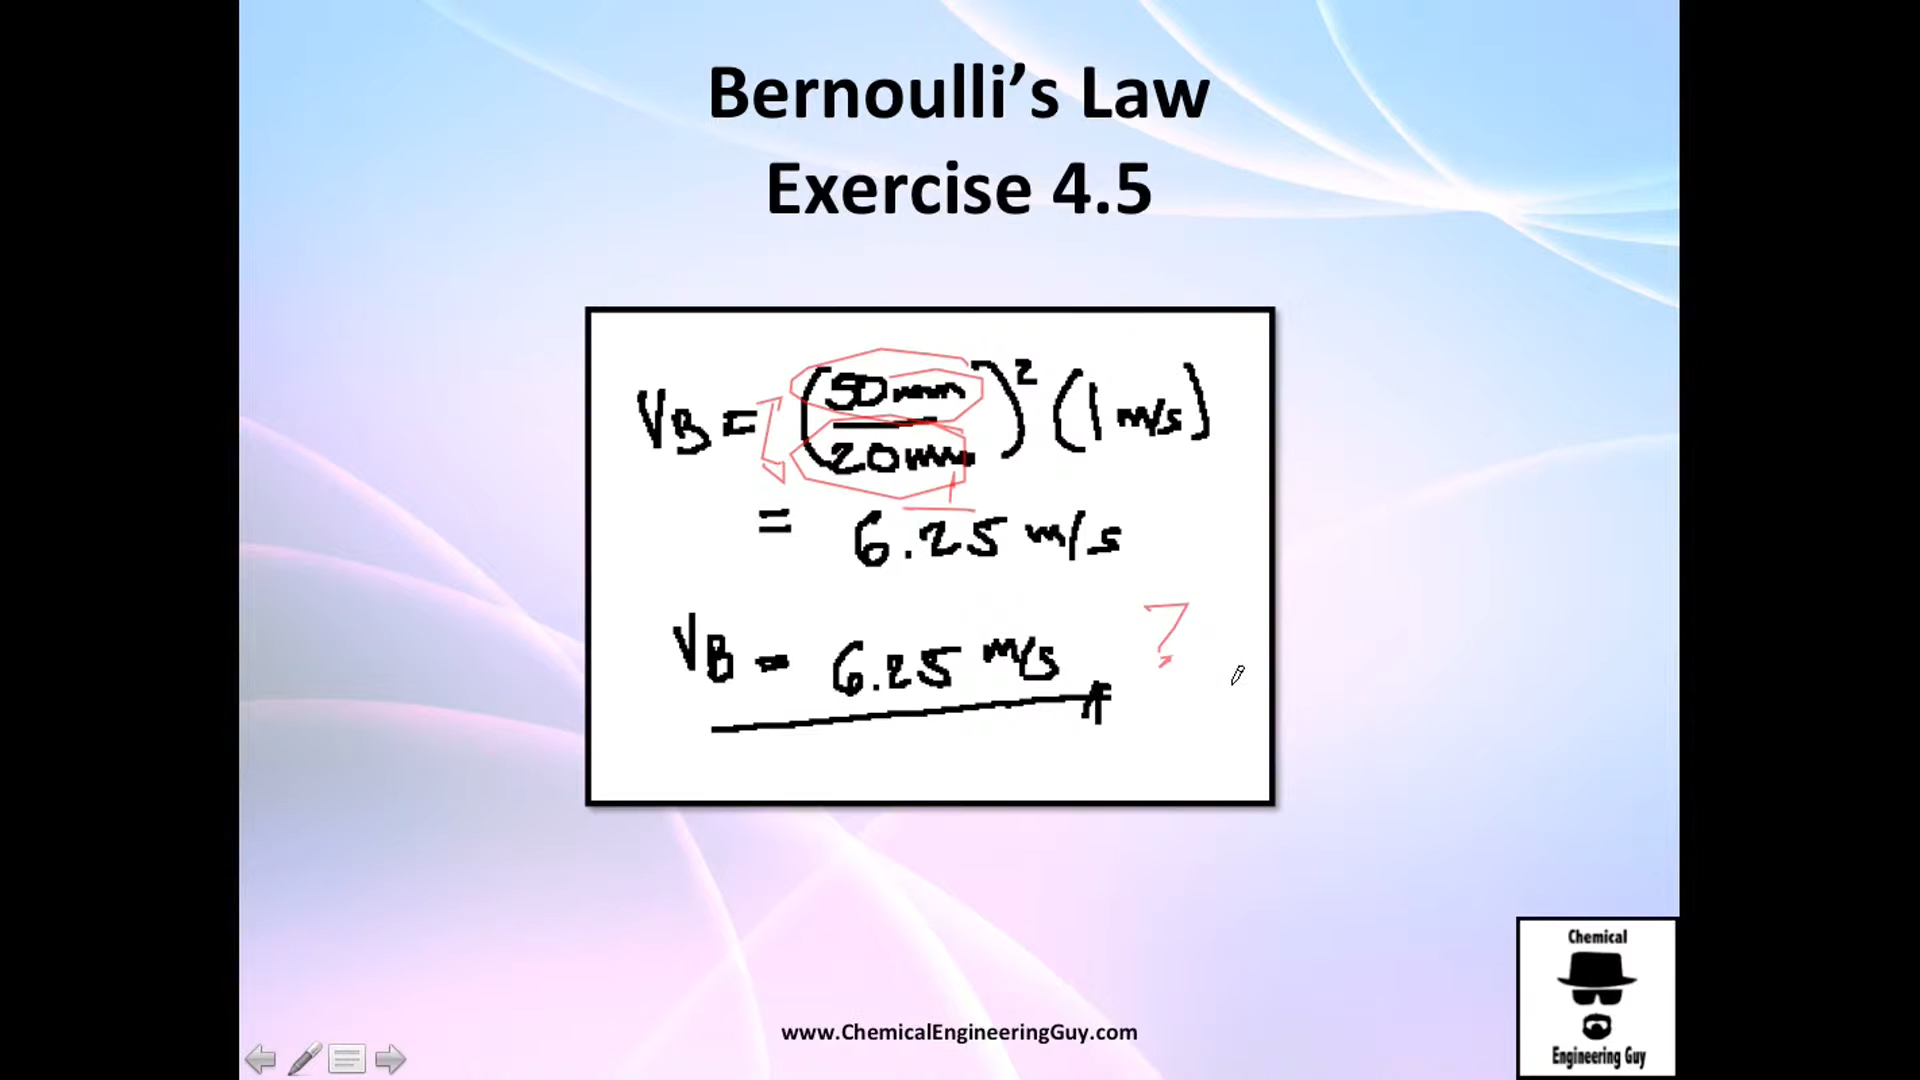 Bernoulli’s Law
Exercise 4.5
VB = (50mm/20mm)² (1 m/s)
= 6.25 m/s
VB = 6.25 m/s
?
www.ChemicalEngineeringGuy.com
Chemical
Engineering Guy